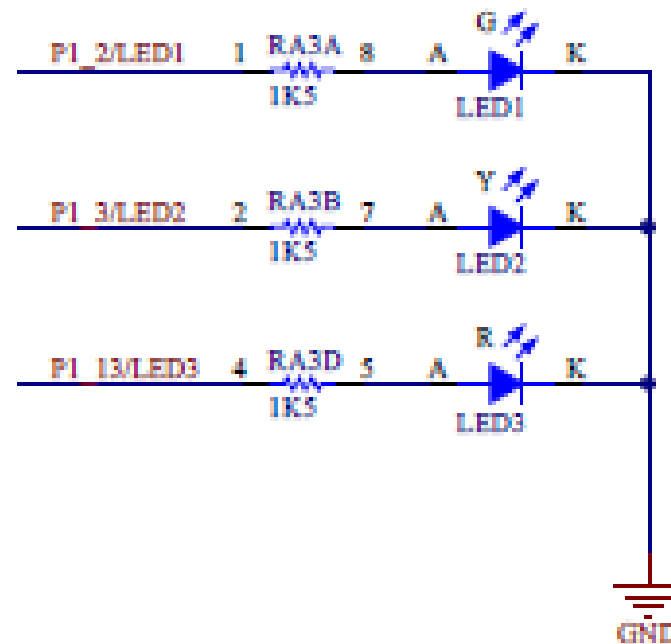 G
P1_2/LED1 1 RA3A 8 A K
1K5 LED1
Y
P1_3/LED2 2 RA3B 7 A K
1K5 LED2
R
P1_13/LED3 4 RA3D 5 A K
1K5 LED3
GND